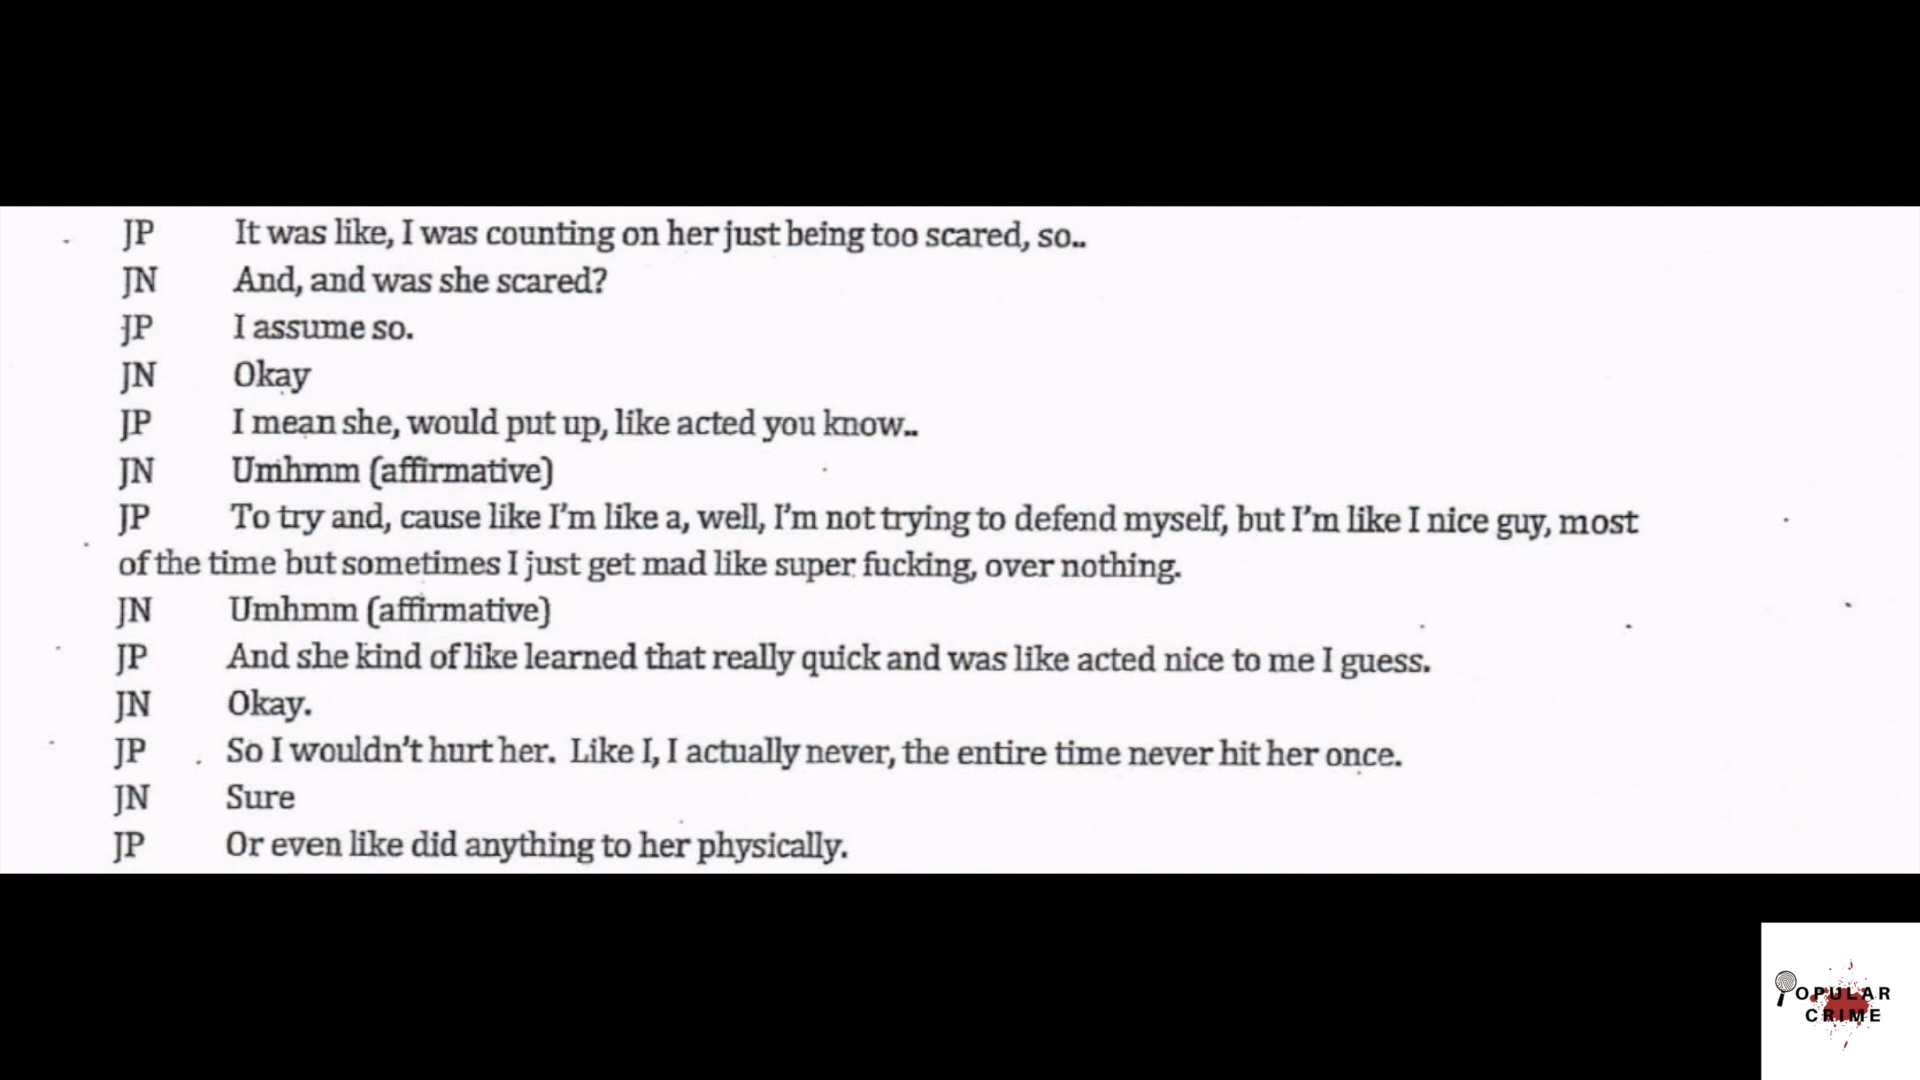 JP It was like, I was counting on her just being too scared, so..
JN And, and was she scared?
JP I assume so.
JN Okay
JP I mean she, would put up, like acted you know..
JN Umhmm (affirmative)
JP To try and, cause like I'm like a, well, I'm not trying to defend myself, but I'm like I nice guy, most
of the time but sometimes I just get mad like super fucking, over nothing.
JN Umhmm (affirmative)
JP And she kind of like learned that really quick and was like acted nice to me I guess.
JN Okay.
JP So I wouldn't hurt her. Like I, I actually never, the entire time never hit her once.
JN Sure
JP Or even like did anything to her physically.
POPULAR
CRIME